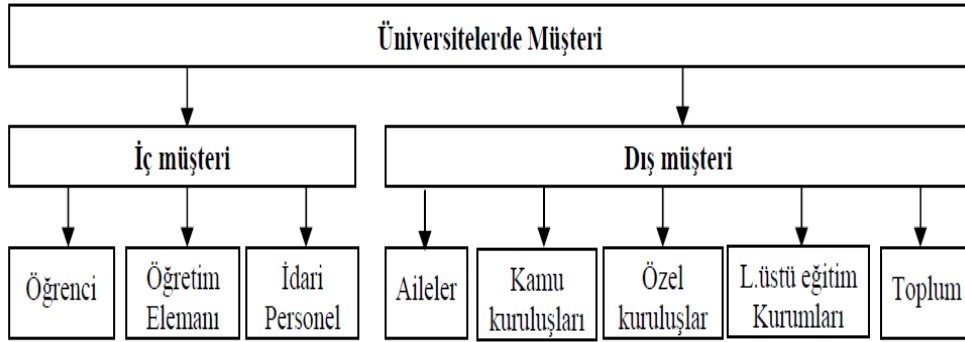 Üniversitelerde Müşteri
İç müşteri
Dış müşteri
Öğrenci
Öğretim
Elemanı
İdari
Personel
Aileler
Kamu
kuruluşları
Özel
kuruluşlar
L.üstü eğitim
Kurumları
Toplum